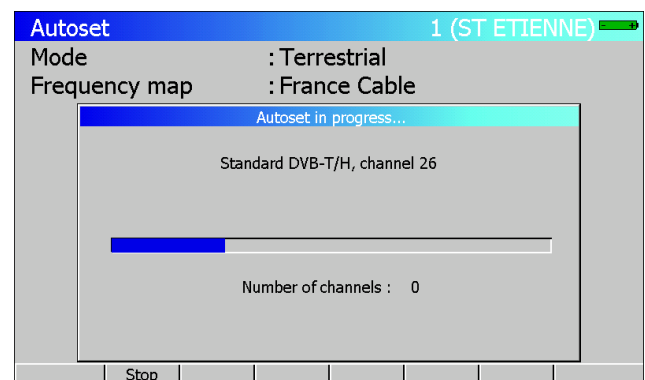 Autoset 1 (ST ETIENNE)
Mode : Terrestrial
Frequency map : France Cable
Autoset in progress...
Standard DVB-T/H, channel 26
Number of channels : 0
Stop